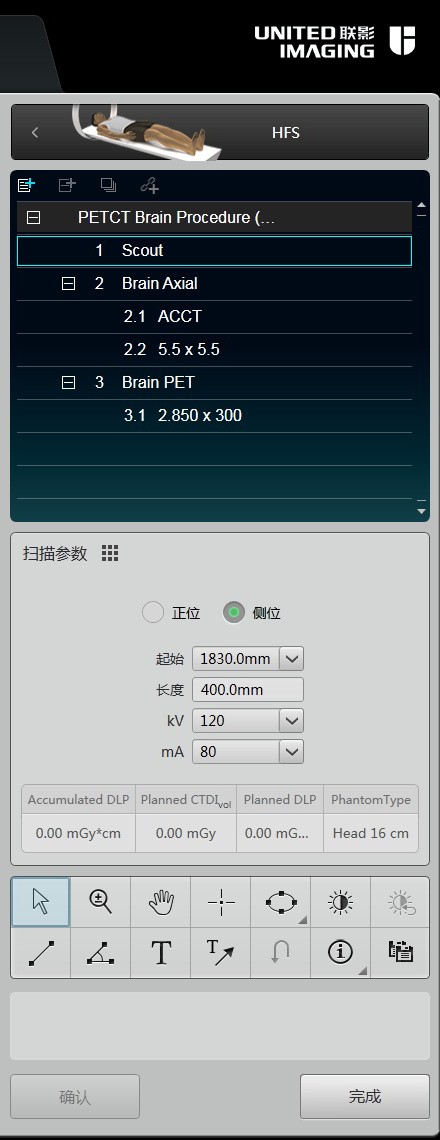 UNITED 联影
IMAGING
HFS
PETCT Brain Procedure (...
1 Scout
2 Brain Axial
2.1 ACCT
2.2 5.5 x 5.5
3 Brain PET
3.1 2.850 x 300
扫描参数
正位 侧位
起始 1830.0mm
长度 400.0mm
kV 120
mA 80
Accumulated DLP Planned CTDIvol Planned DLP PhantomType
0.00 mGy*cm 0.00 mGy 0.00 mG... Head 16 cm
T T
确认 完成